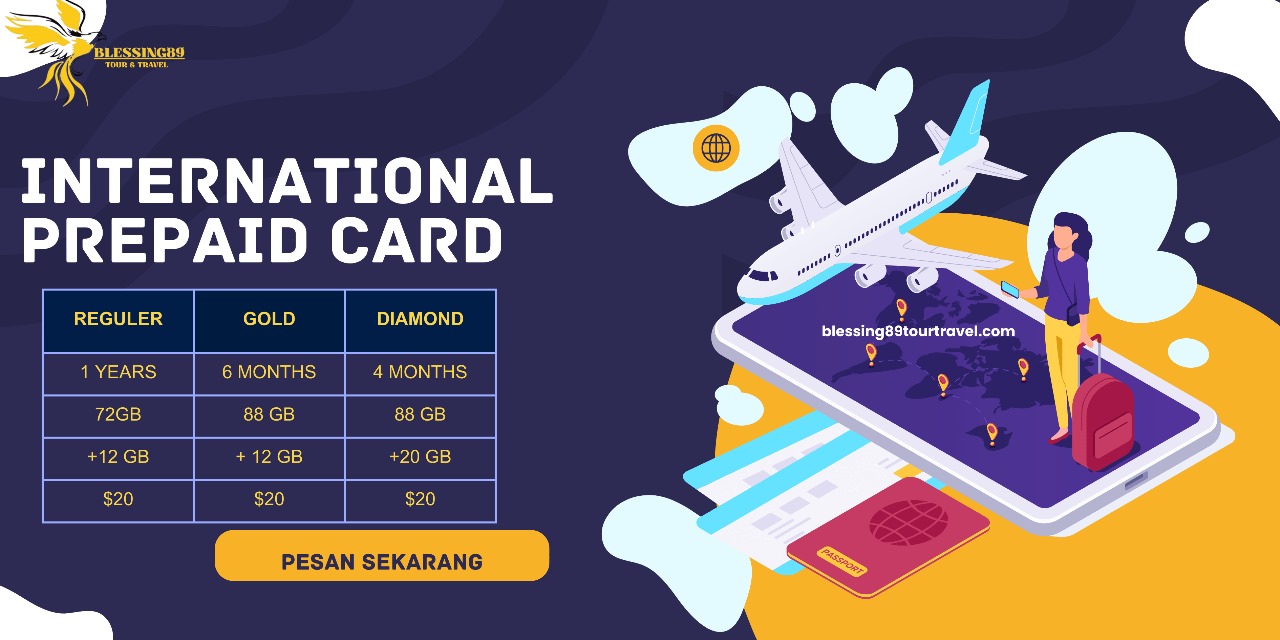 BLESSING89
TOUR & TRAVEL
INTERNATIONAL
PREPAID CARD
REGULER GOLD DIAMOND
1 YEARS 6 MONTHS 4 MONTHS
72GB 88 GB 88 GB
+12 GB + 12 GB +20 GB
$20 $20 $20
PESAN SEKARANG
blessing89tourtravel.com
PASSPORT